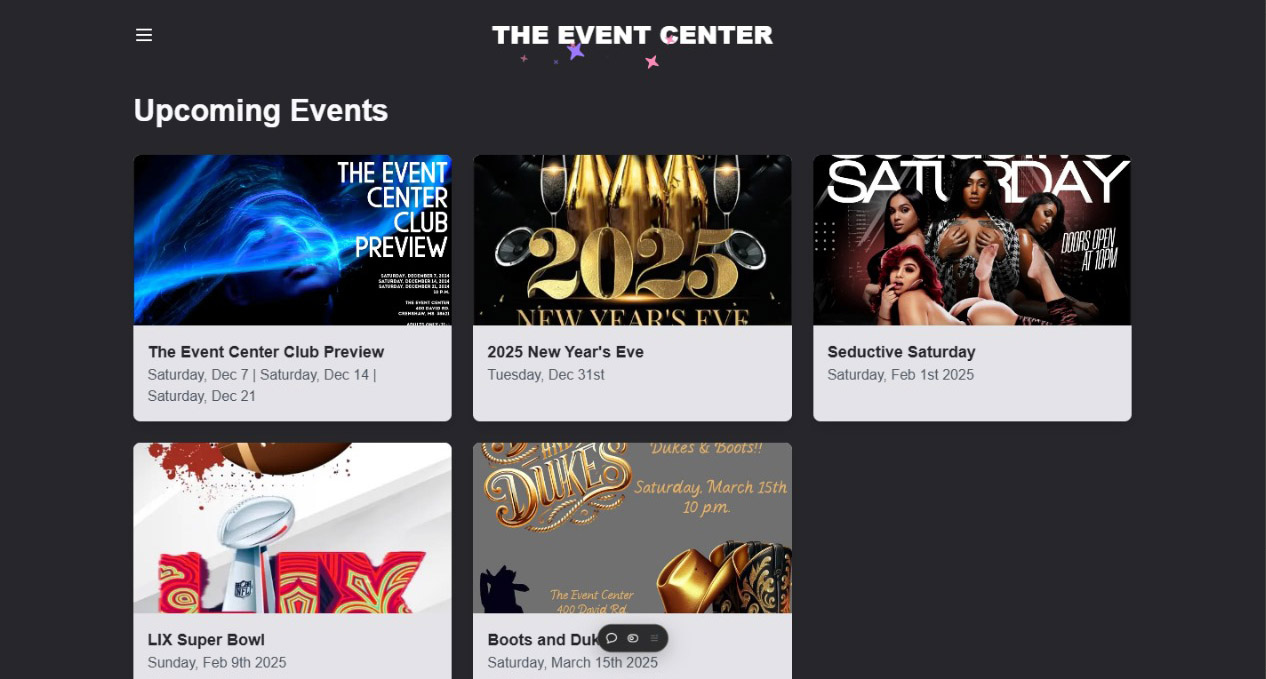 THE EVENT CENTER
Upcoming Events
THE EVENT
CENTER
CLUB
PREVIEW
SATURDAY, DECEMBER 7, 2024
SATURDAY, DECEMBER 14, 2024
SATURDAY, DECEMBER 21, 2024
10 P.M.
THE EVENT CENTER
400 DAVID RD.
CRENSHAW, MS. 38621
ADULTS ONLY
The Event Center Club Preview
Saturday, Dec 7 | Saturday, Dec 14 |
Saturday, Dec 21
2025
NEW YEAR'S EVE
2025 New Year's Eve
Tuesday, Dec 31st
SATURDAY
DOORS OPEN
AT 10PM
Seductive Saturday
Saturday, Feb 1st 2025
NFL
LIX
LIX Super Bowl
Sunday, Feb 9th 2025
AND
DUKES
Dukes & Boots!!
Saturday, March 15th
10 p.m.
The Event Center
400 David Rd
Boots and Duk
Saturday, March 15th 2025